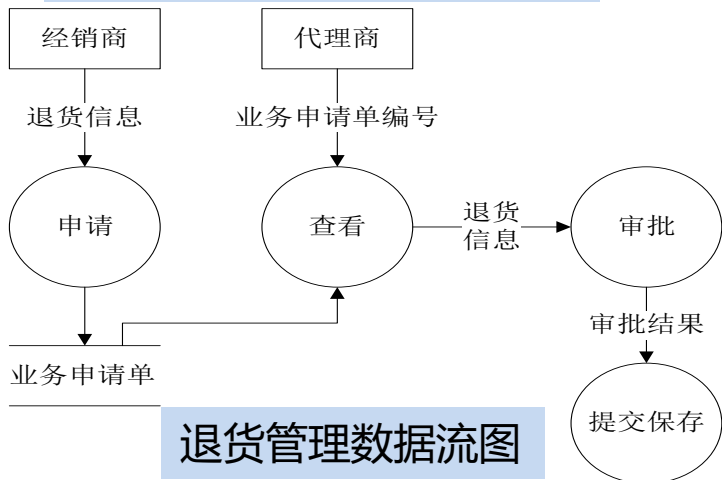 经销商
代理商
退货信息
业务申请单编号
申请
查看
退货
信息
审批
审批结果
业务申请单
提交保存
退货管理数据流图